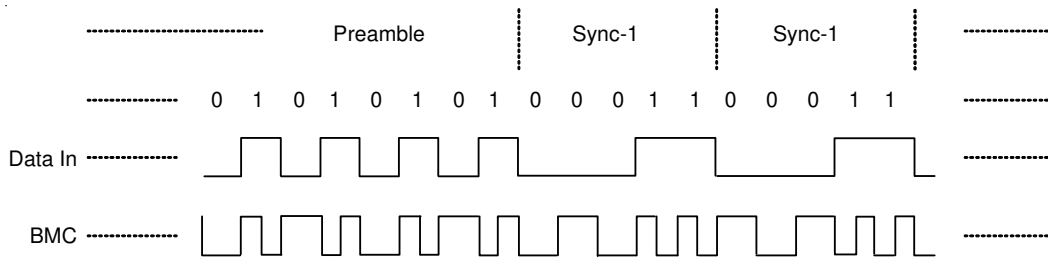 Preamble Sync-1 Sync-1
0 1 0 1 0 1 0 1 0 0 0 1 1 0 0 0 1 1
Data In
BMC